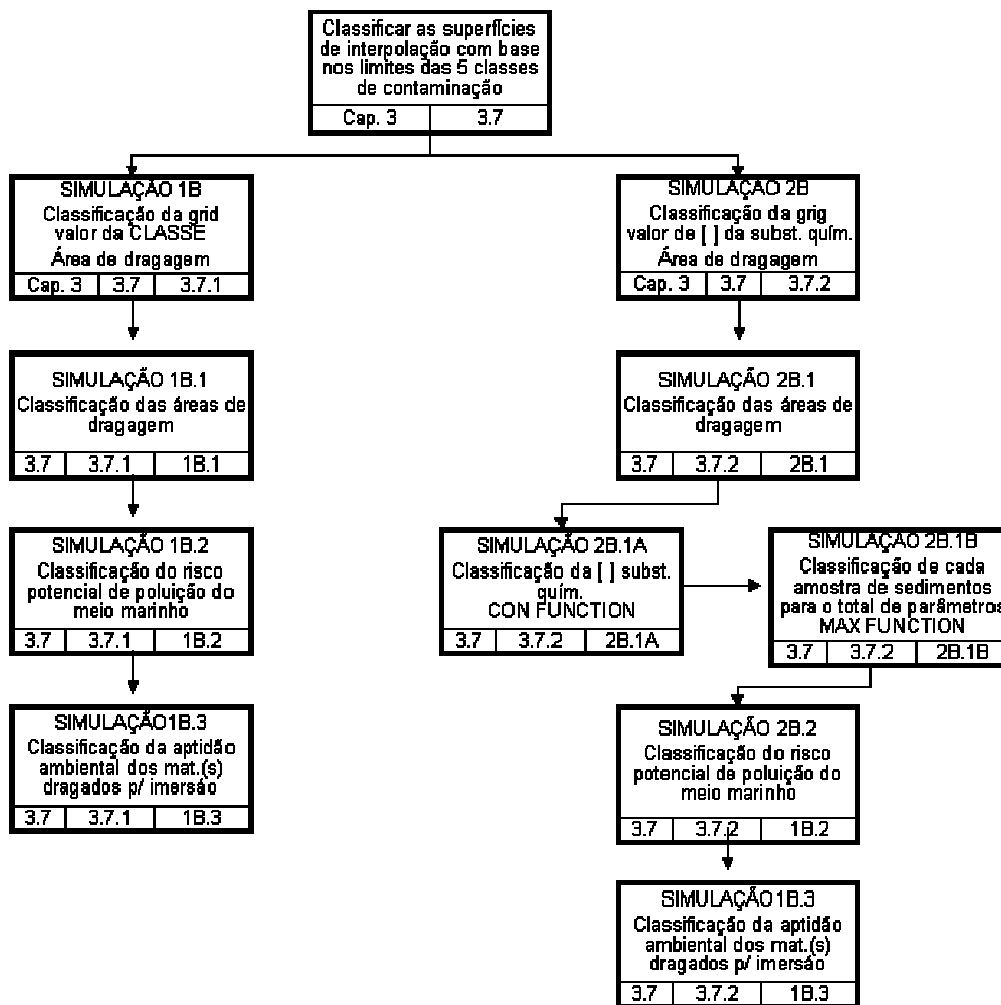 Classificar as superfícies
de interpolação com base
nos limites das 5 classes
de contaminação
Cap. 3 3.7
SIMULAÇÃO 1B
Classificação da grid
valor da CLASSE
Área de dragagem
Cap. 3 3.7 3.7.1
SIMULAÇÃO 2B
Classificação da grig
valor de [ ] da subst. quím.
Área de dragagem
Cap. 3 3.7 3.7.2
SIMULAÇÃO 1B.1
Classificação das áreas de
dragagem
3.7 3.7.1 1B.1
SIMULAÇÃO 2B.1
Classificação das áreas de
dragagem
3.7 3.7.2 2B.1
SIMULAÇÃO 1B.2
Classificação do risco
potencial de poluição do
meio marinho
3.7 3.7.1 1B.2
SIMULAÇÃO 2B.1A
Classificação da [ ] subst.
quím.
CON FUNCTION
3.7 3.7.2 2B.1A
SIMULAÇÃO 2B.1B
Classificação de cada
amostra de sedimentos
para o total de parâmetros
MAX FUNCTION
3.7 3.7.2 2B.1B
SIMULAÇÃO1B.3
Classificação da aptidão
ambiental dos mat.(s)
dragados p/ imersão
3.7 3.7.1 1B.3
SIMULAÇÃO 2B.2
Classificação do risco
potencial de poluição do
meio marinho
3.7 3.7.2 1B.2
SIMULAÇÃO1B.3
Classificação da aptidão
ambiental dos mat.(s)
dragados p/ imersão
3.7 3.7.2 1B.3